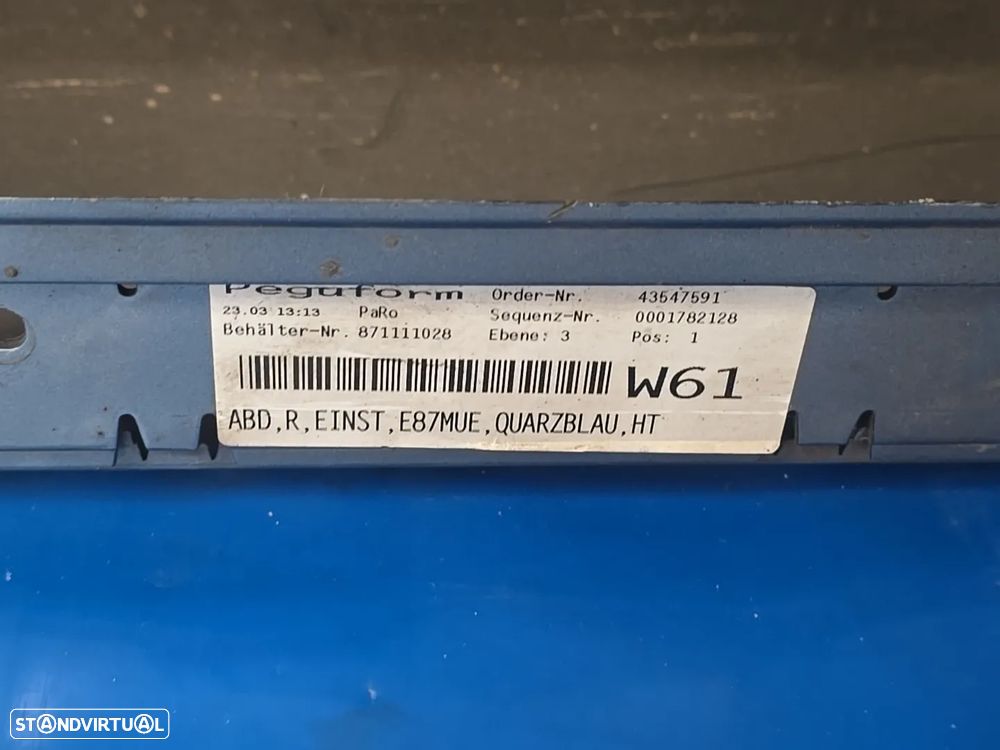 Peguform Order-Nr. 43547591
23.03 13:13 PaRo Sequenz-Nr. 0001782128
Behälter-Nr. 871111028 Ebene: 3 Pos: 1
W61
ABD,R,EINST,E87MUE,QUARZBLAU,HT
STANDVIRTUAL